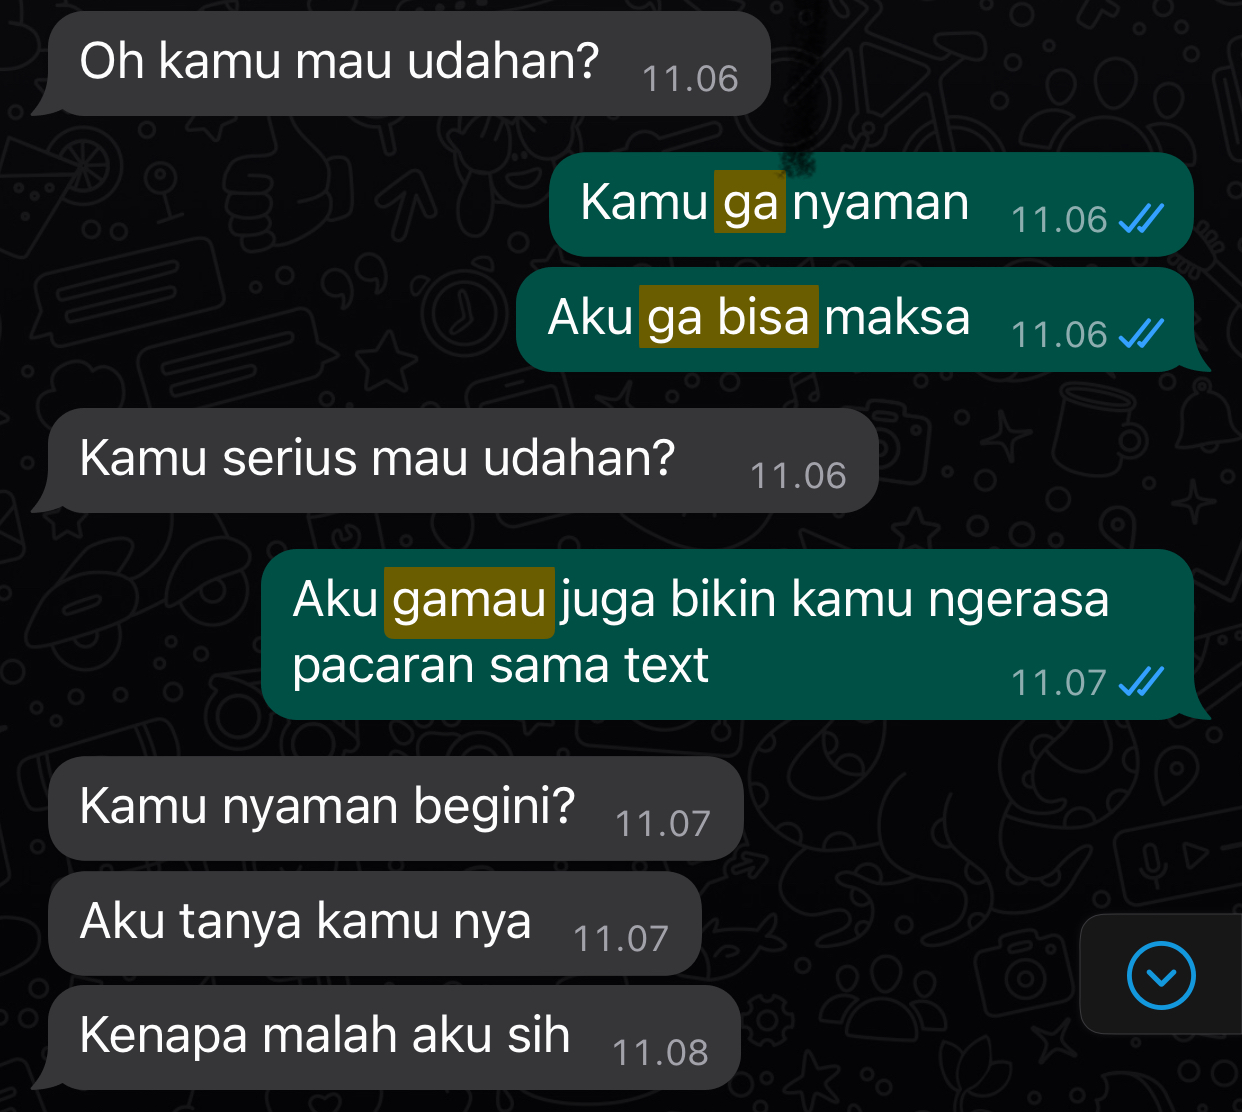 Oh kamu mau udahan? 11.06
Kamu ga nyaman 11.06
Aku ga bisa maksa 11.06
Kamu serius mau udahan? 11.06
Aku gamau juga bikin kamu ngerasa
pacaran sama text 11.07
Kamu nyaman begini? 11.07
Aku tanya kamu nya 11.07
Kenapa malah aku sih 11.08